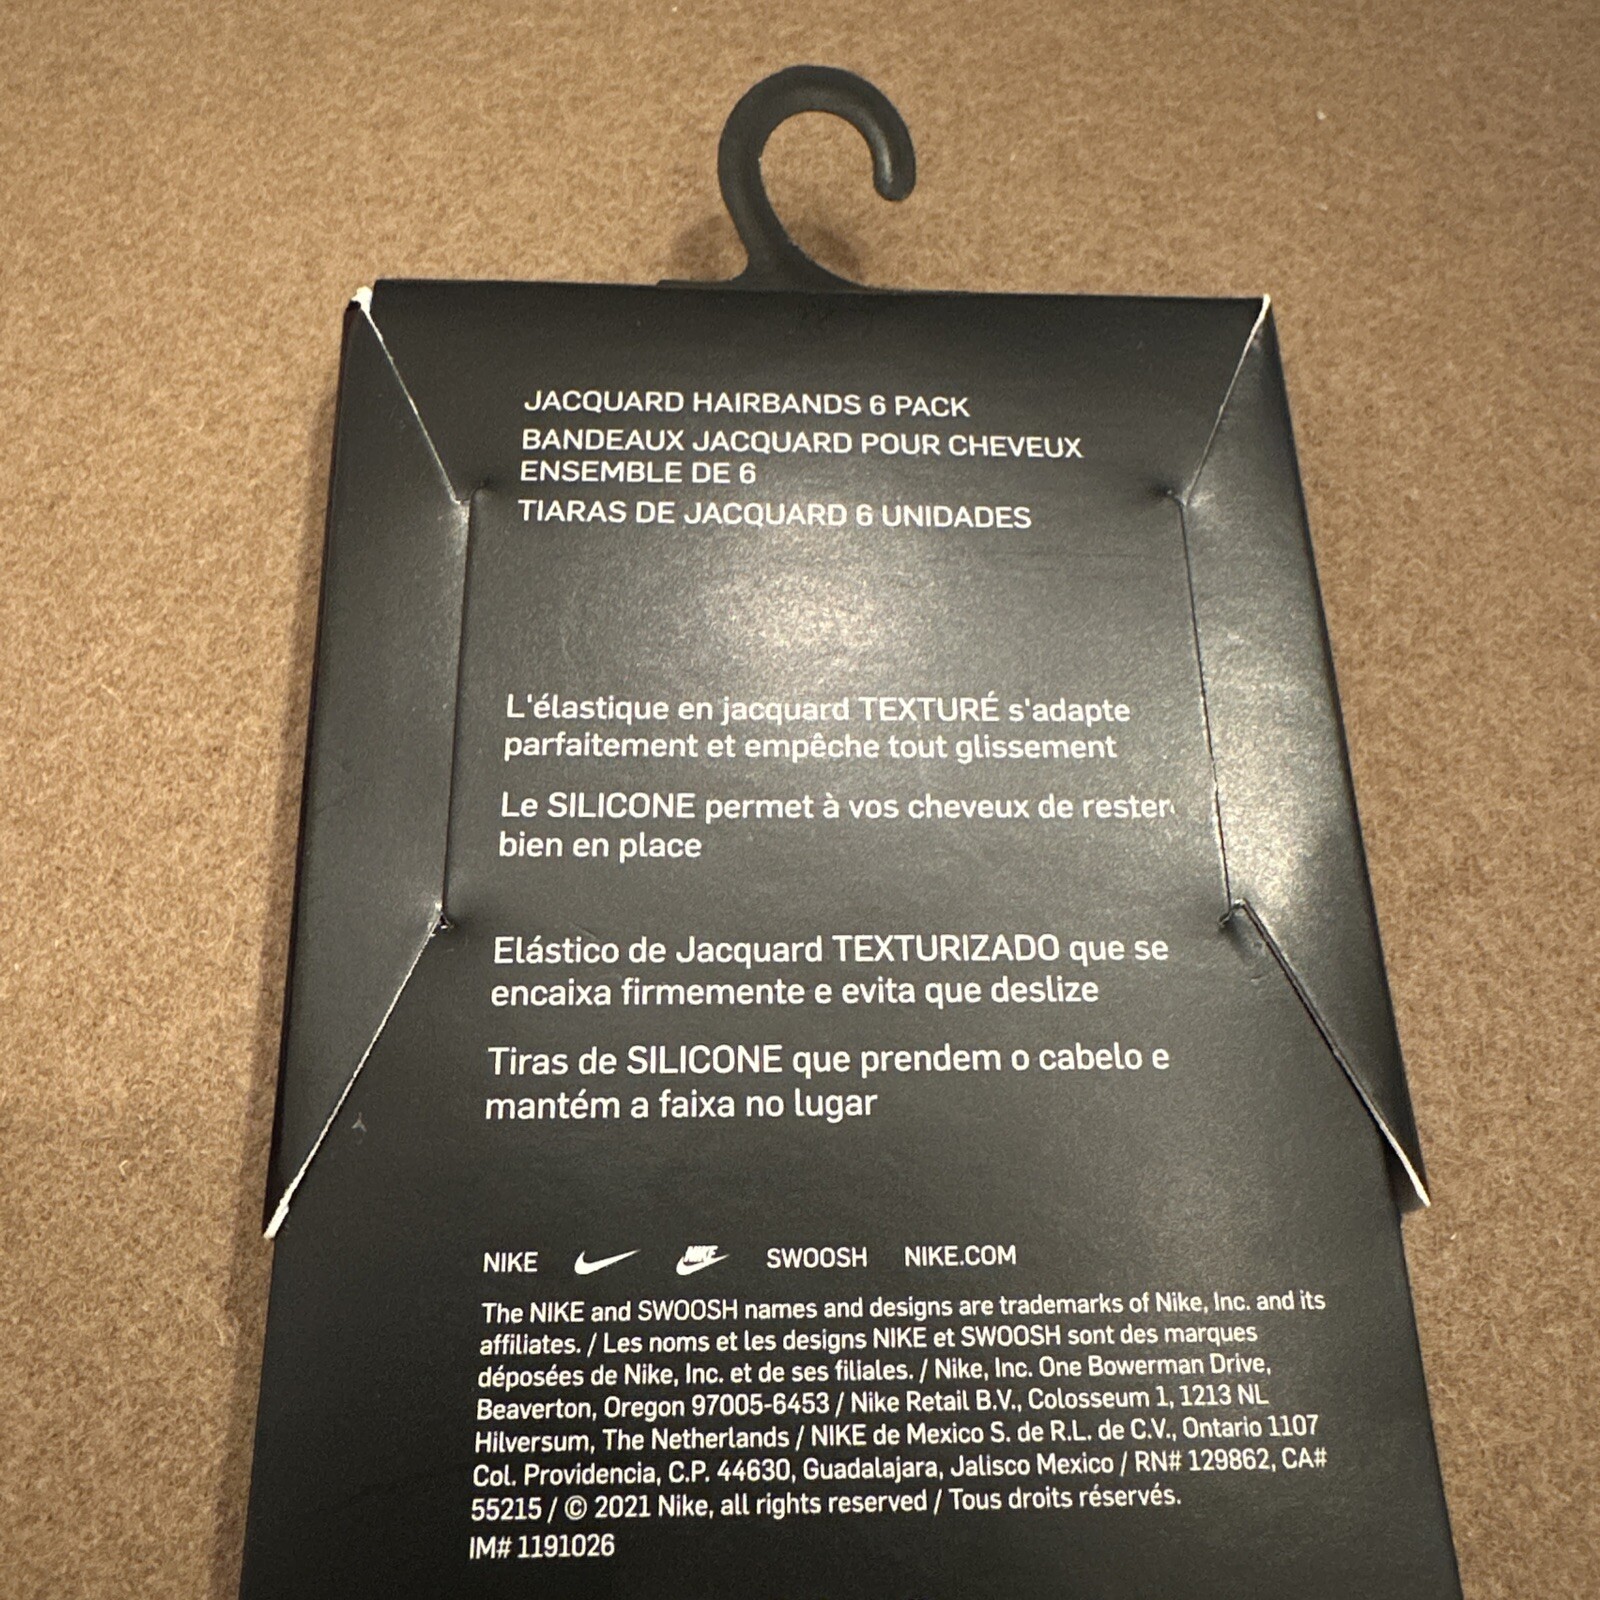 JACQUARD HAIRBANDS 6 PACK
BANDEAUX JACQUARD POUR CHEVEUX
ENSEMBLE DE 6
TIARAS DE JACQUARD 6 UNIDADES
L'élastique en jacquard TEXTURÉ s'adapte
parfaitement et empêche tout glissement
Le SILICONE permet à vos cheveux de rester
bien en place
Elástico de Jacquard TEXTURIZADO que se
encaixa firmemente e evita que deslize
Tiras de SILICONE que prendem o cabelo e
mantém a faixa no lugar
NIKE NIKE SWOOSH NIKE.COM
The NIKE and SWOOSH names and designs are trademarks of Nike, Inc. and its
affiliates. / Les noms et les designs NIKE et SWOOSH sont des marques
déposées de Nike, Inc. et de ses filiales. / Nike, Inc. One Bowerman Drive,
Beaverton, Oregon 97005-6453 / Nike Retail B.V., Colosseum 1, 1213 NL
Hilversum, The Netherlands / NIKE de Mexico S. de R.L. de C.V., Ontario 1107
Col. Providencia, C.P. 44630, Guadalajara, Jalisco Mexico / RN# 129862, CA#
55215 / © 2021 Nike, all rights reserved / Tous droits réservés.
IM# 1191026